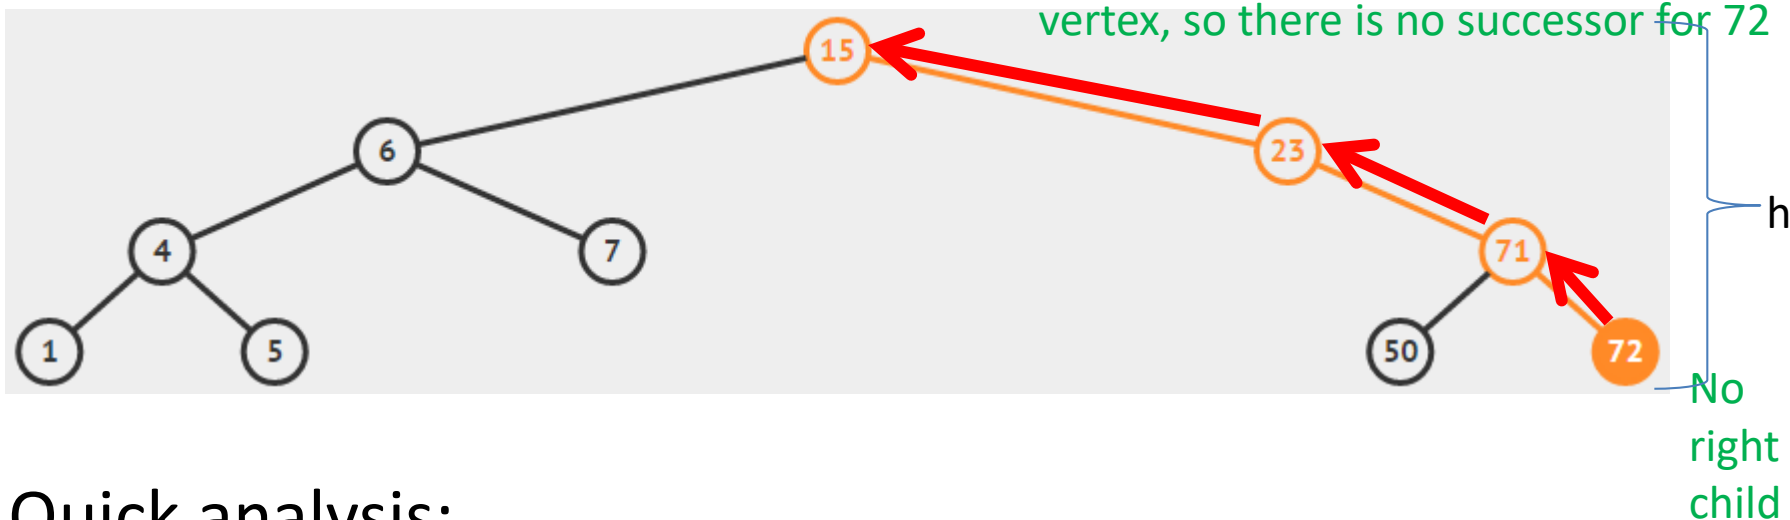 vertex, so there is no successor for 72
15
6
23
4
7
71
h
1
5
50
72
No
right
child
Quick analysis: